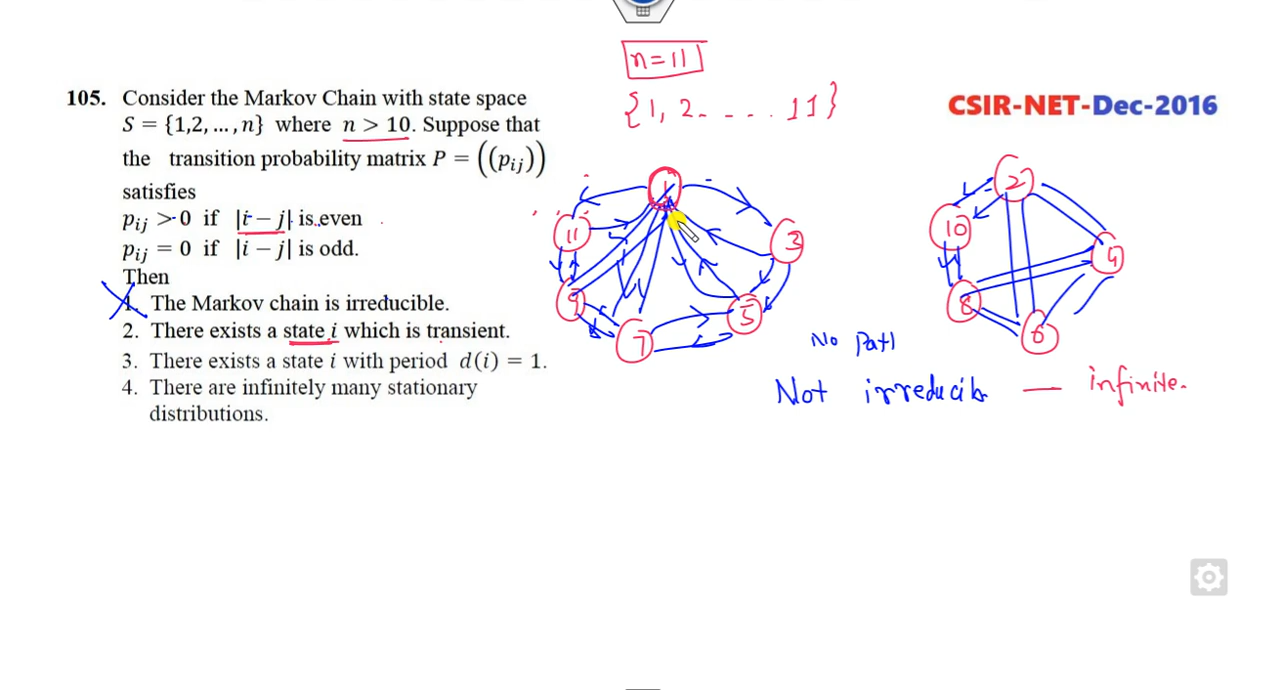 n=11
{1, 2. - - . . 11}
CSIR-NET-Dec-2016
105. Consider the Markov Chain with state space
S = {1,2, ... , n} where n > 10. Suppose that
the transition probability matrix P = ((pᵢⱼ))
satisfies
pᵢⱼ > 0 if |i − j| is even
pᵢⱼ = 0 if |i − j| is odd.
Then
1. The Markov chain is irreducible.
2. There exists a state i which is transient.
3. There exists a state i with period d(i) = 1.
4. There are infinitely many stationary
distributions.
1
11
3
9
5
7
2
10
8
6
No Path
Not irreducib — infinite.